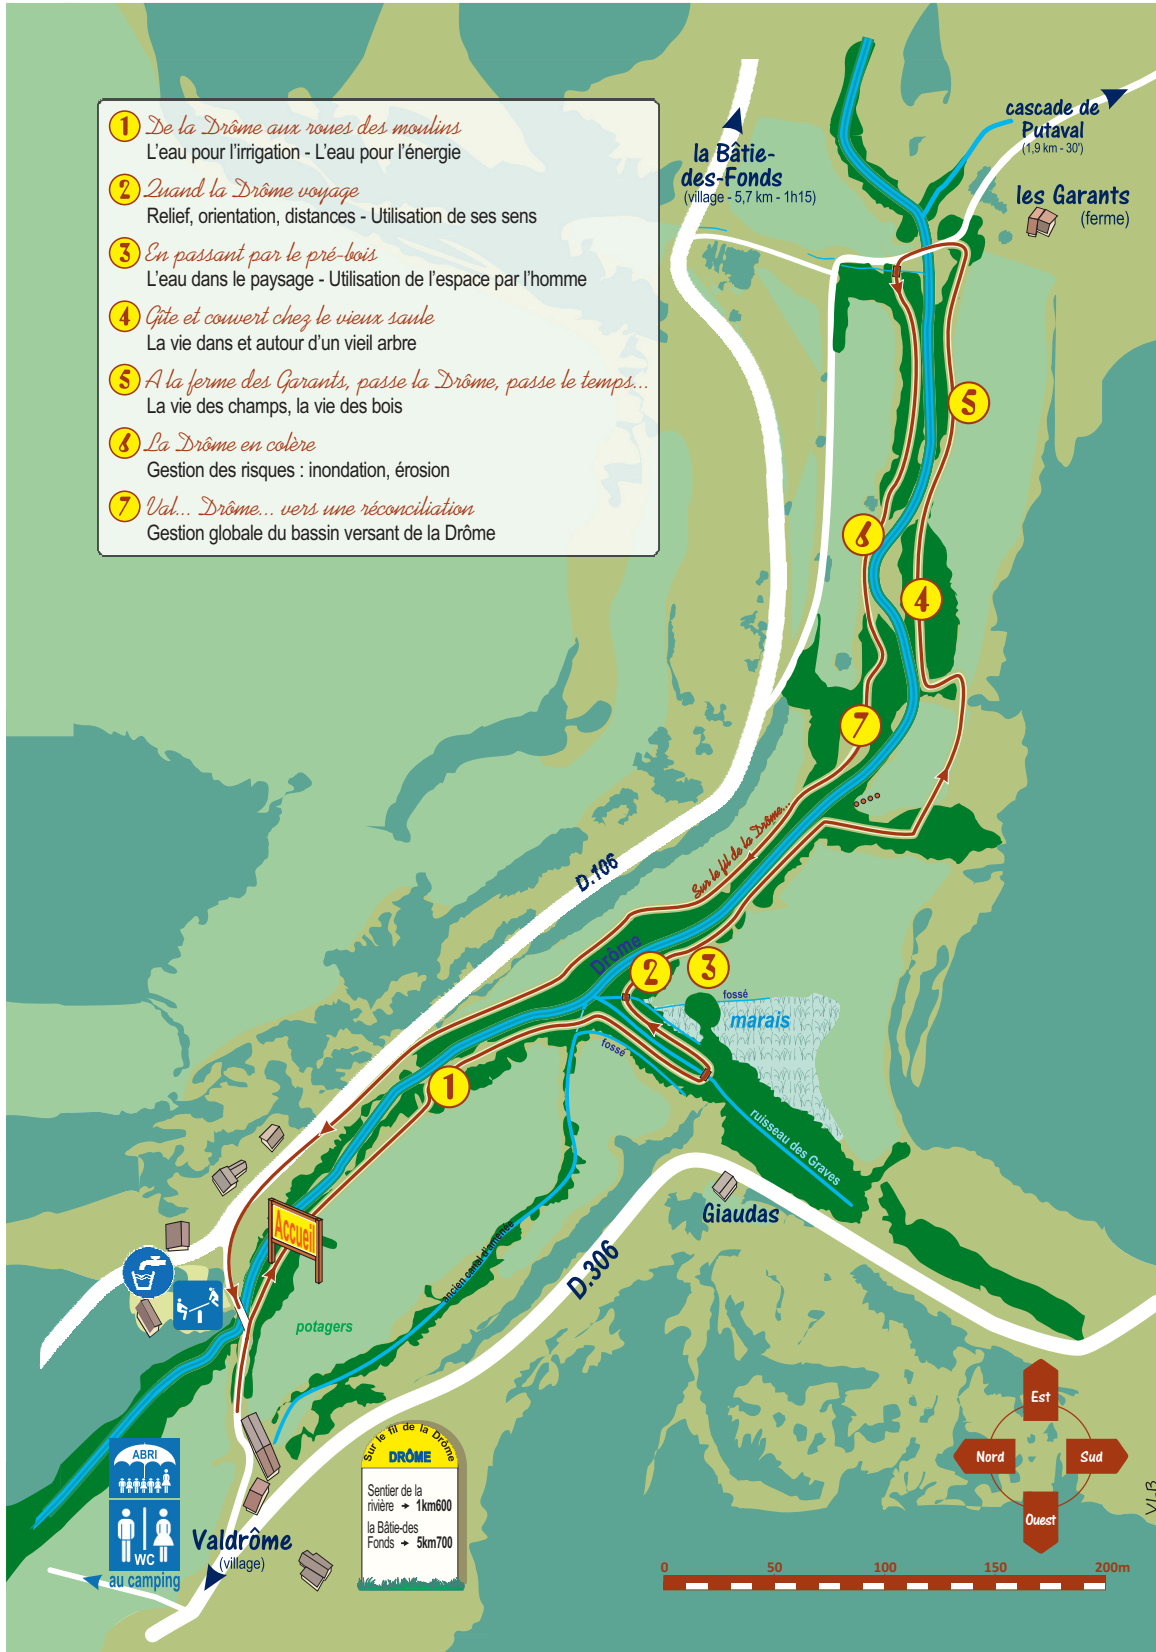 1 De la Drôme aux roues des moulins
L'eau pour l'irrigation - L'eau pour l'énergie
2 Quand la Drôme voyage
Relief, orientation, distances - Utilisation de ses sens
3 En passant par le pré-bois
L'eau dans le paysage - Utilisation de l'espace par l'homme
4 Gîte et couvert chez le vieux saule
La vie dans et autour d'un vieil arbre
5 A la ferme des Garants, passe la Drôme, passe le temps...
La vie des champs, la vie des bois
6 La Drôme en colère
Gestion des risques : inondation, érosion
7 Val... Drôme... vers une réconciliation
Gestion globale du bassin versant de la Drôme
la Bâtie-
des-Fonds
(village - 5,7 km - 1h15)
cascade de
Putaval
(1,9 km - 30')
les Garants
(ferme)
5
6
4
7
Sur le fil de la Drôme...
D.106
Drôme
2
3
fossé
marais
fossé
1
ruisseau des Graves
Giaudas
Accueil
ancien canal d'amenée
D.306
potagers
Est
Nord
Sud
Ouest
Sur le fil de la Drôme
DRÔME
Sentier de la
rivière ➔ 1km600
la Bâtie-des
Fonds ➔ 5km700
ABRI
WC
au camping
Valdrôme
(village)
0 50 100 150 200m